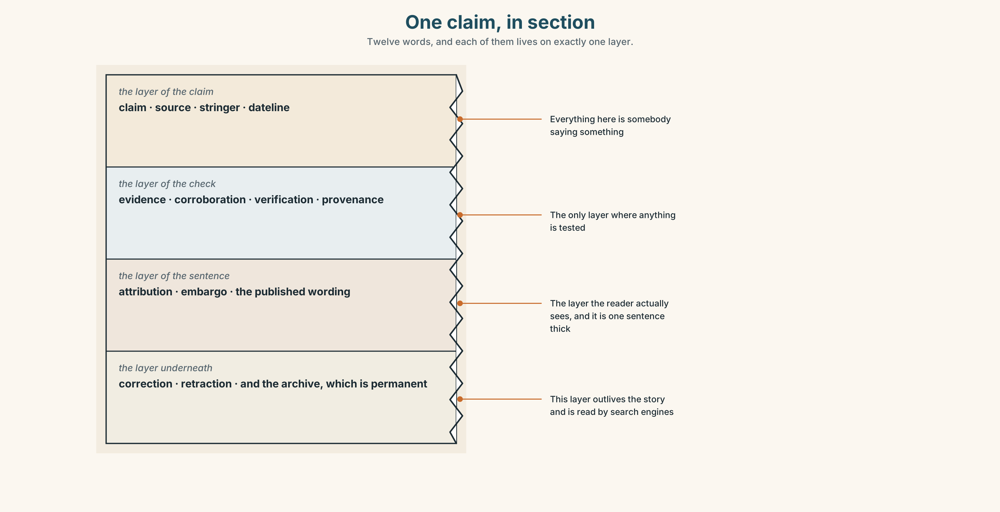 One claim, in section
Twelve words, and each of them lives on exactly one layer.
the layer of the claim
claim · source · stringer · dateline
Everything here is somebody
saying something
the layer of the check
evidence · corroboration · verification · provenance
The only layer where anything
is tested
the layer of the sentence
attribution · embargo · the published wording
The layer the reader actually
sees, and it is one sentence
thick
the layer underneath
correction · retraction · and the archive, which is permanent
This layer outlives the story
and is read by search engines